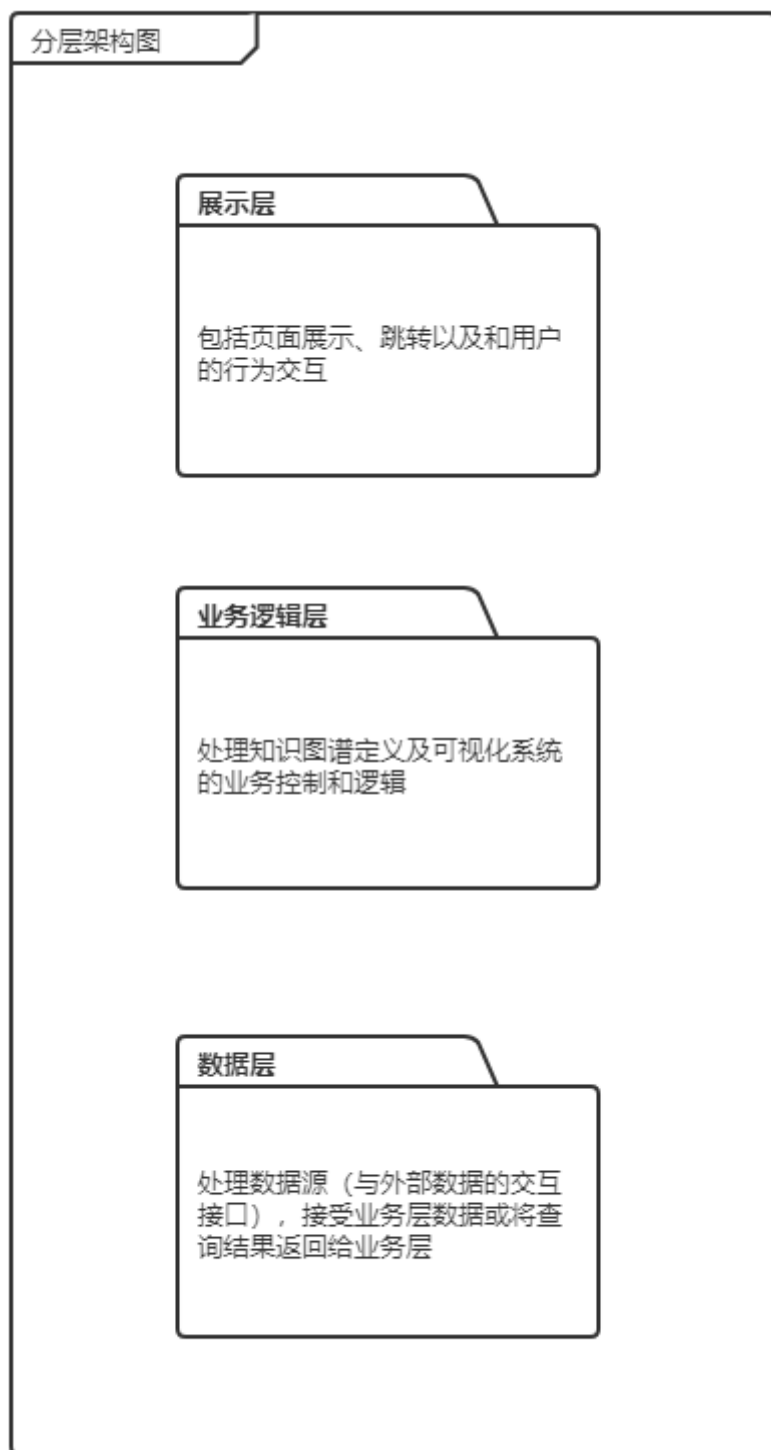 分层架构图
展示层
包括页面展示、跳转以及和用户
的行为交互
业务逻辑层
处理知识图谱定义及可视化系统
的业务控制和逻辑
数据层
处理数据源（与外部数据的交互
接口），接受业务层数据或将查
询结果返回给业务层